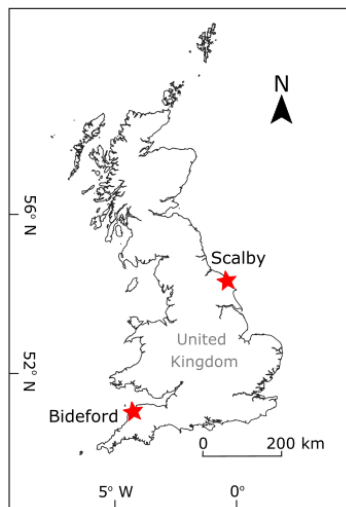 N
56° N
Scalby
United
Kingdom
52° N
Bideford
0 200 km
5° W 0°